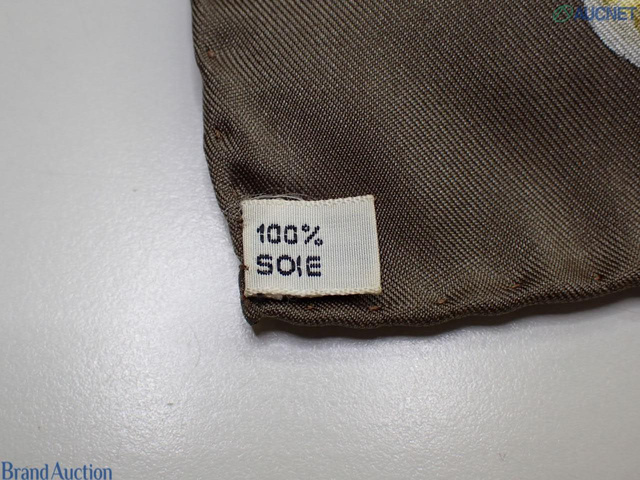 AUCNET
100%
SOIE
Brand Auction